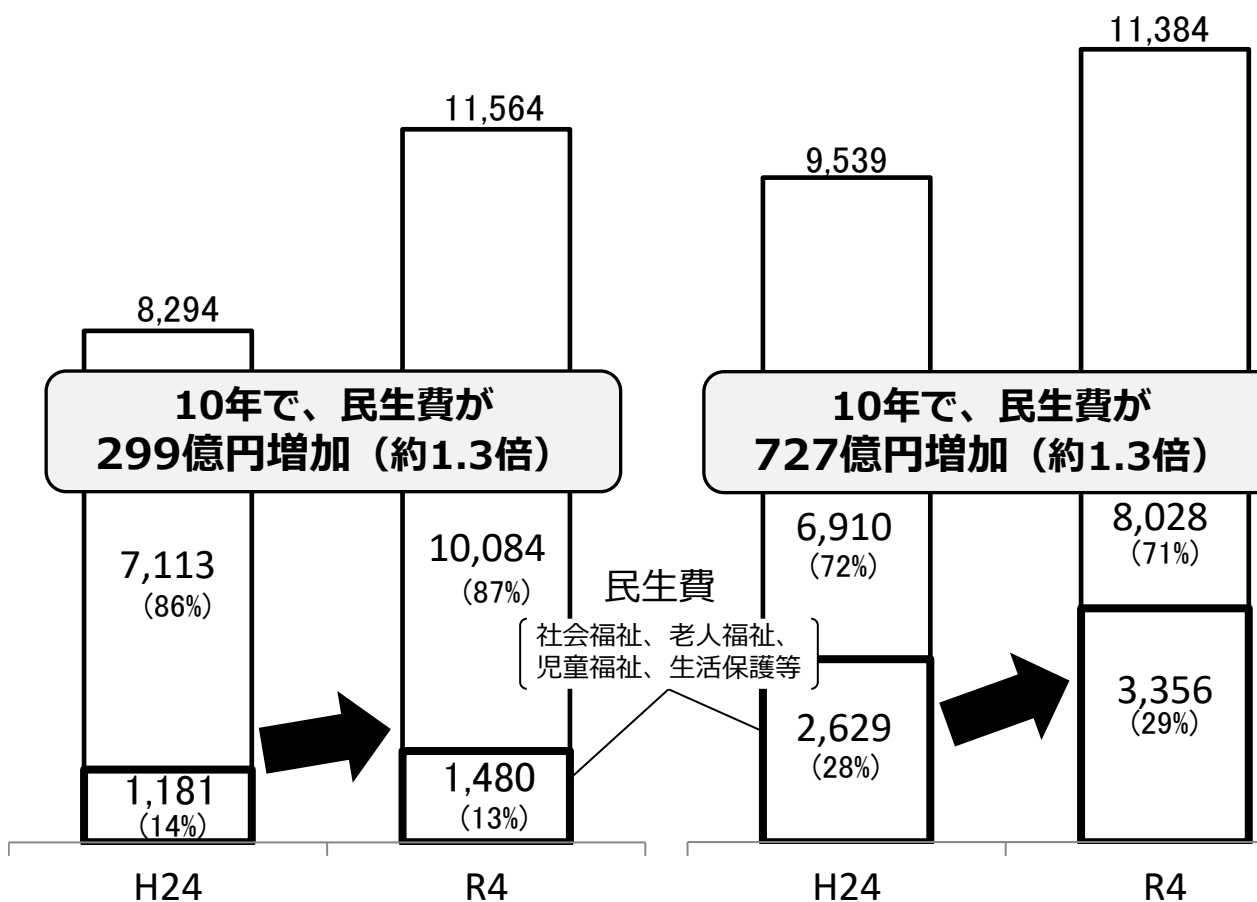 8,294
11,564
10年で、民生費が
299億円増加（約1.3倍）
7,113
（86%）
10,084
（87%）
1,181
（14%）
1,480
（13%）
H24
R4
民生費
社会福祉、老人福祉、
児童福祉、生活保護等
9,539
11,384
10年で、民生費が
727億円増加（約1.3倍）
6,910
（72%）
8,028
（71%）
2,629
（28%）
3,356
（29%）
H24
R4